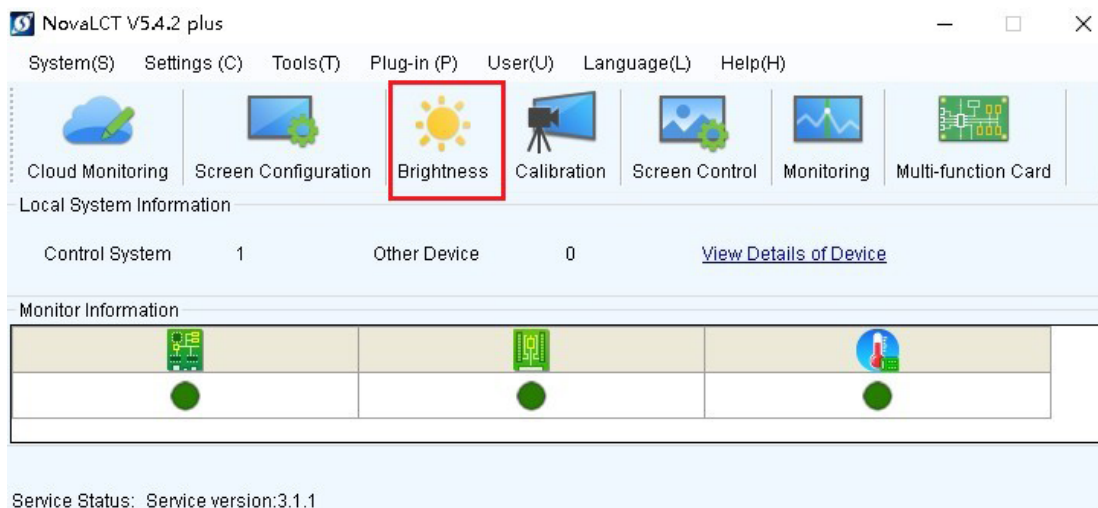 NovaLCT V5.4.2 plus
System(S) Settings (C) Tools(T) Plug-in (P) User(U) Language(L) Help(H)
Cloud Monitoring Screen Configuration Brightness Calibration Screen Control Monitoring Multi-function Card
Local System Information
Control System 1 Other Device 0 View Details of Device
Monitor Information
Service Status: Service version:3.1.1